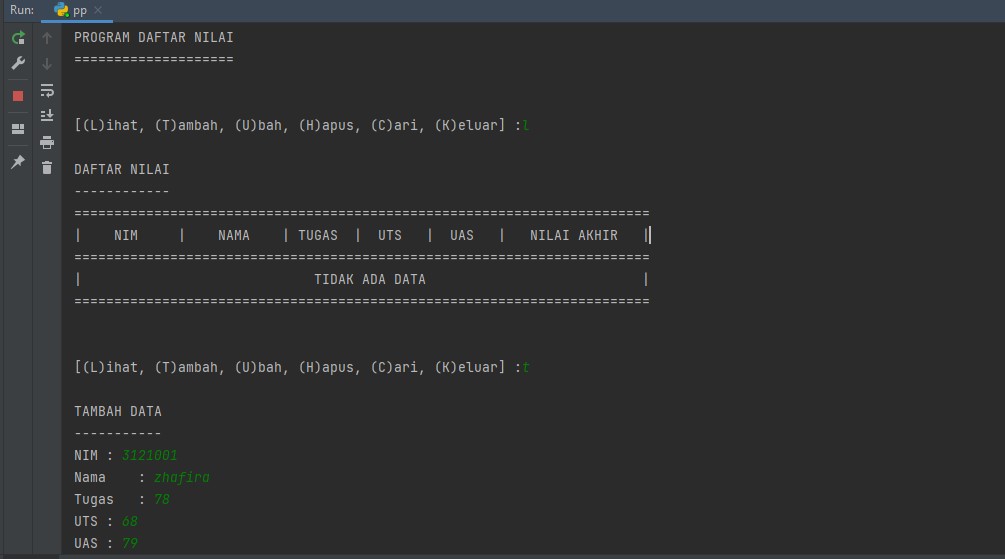 Run: pp
PROGRAM DAFTAR NILAI
====================
[(L)ihat, (T)ambah, (U)bah, (H)apus, (C)ari, (K)eluar] :l
DAFTAR NILAI
------------
========================================================================
|    NIM     |    NAMA    | TUGAS  |  UTS   |  UAS   |   NILAI AKHIR   |
========================================================================
|                             TIDAK ADA DATA                           |
========================================================================
[(L)ihat, (T)ambah, (U)bah, (H)apus, (C)ari, (K)eluar] :t
TAMBAH DATA
-----------
NIM : 3121001
Nama    : zhafira
Tugas   : 78
UTS : 68
UAS : 79